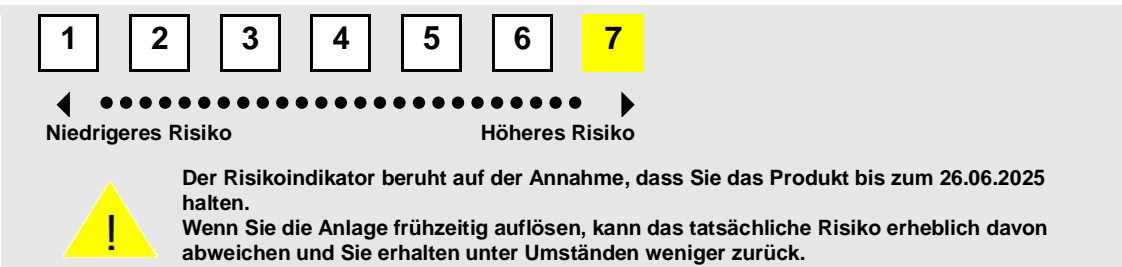 1 2 3 4 5 6 7
Niedrigeres Risiko Höheres Risiko
Der Risikoindikator beruht auf der Annahme, dass Sie das Produkt bis zum 26.06.2025
halten.
Wenn Sie die Anlage frühzeitig auflösen, kann das tatsächliche Risiko erheblich davon
abweichen und Sie erhalten unter Umständen weniger zurück.
!